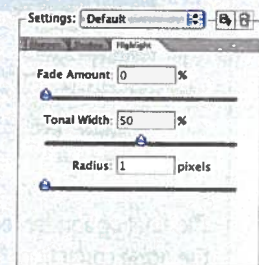 Settings: Default
Highlight
Fade Amount: 0 %
Tonal Width: 50 %
Radius: 1 pixels